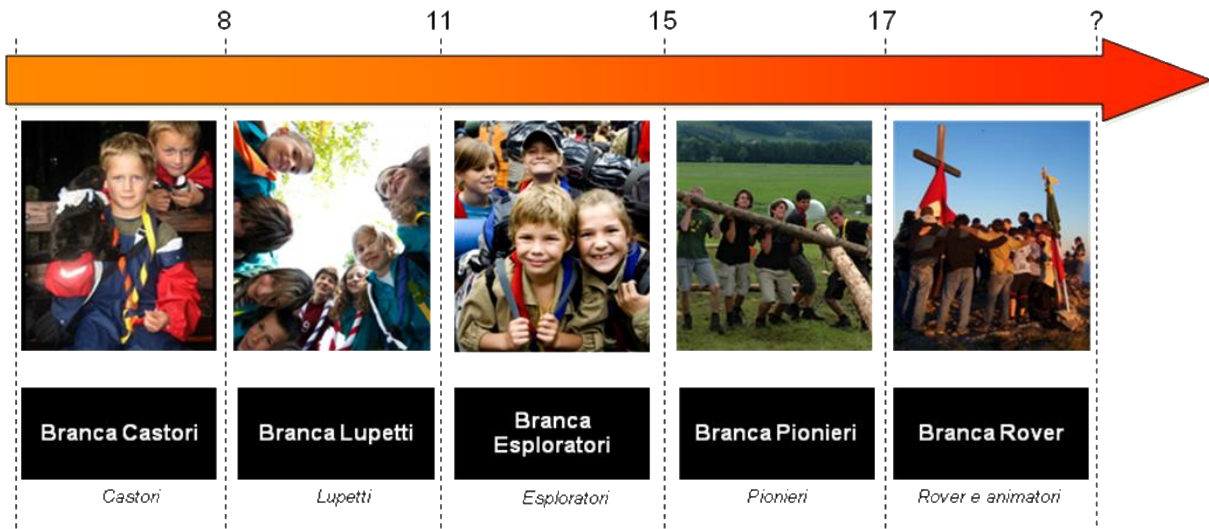 8 11 15 17 ?
Branca Castori
Branca Lupetti
Branca
Esploratori
Branca Pionieri
Branca Rover
Castori
Lupetti
Esploratori
Pionieri
Rover e animatori